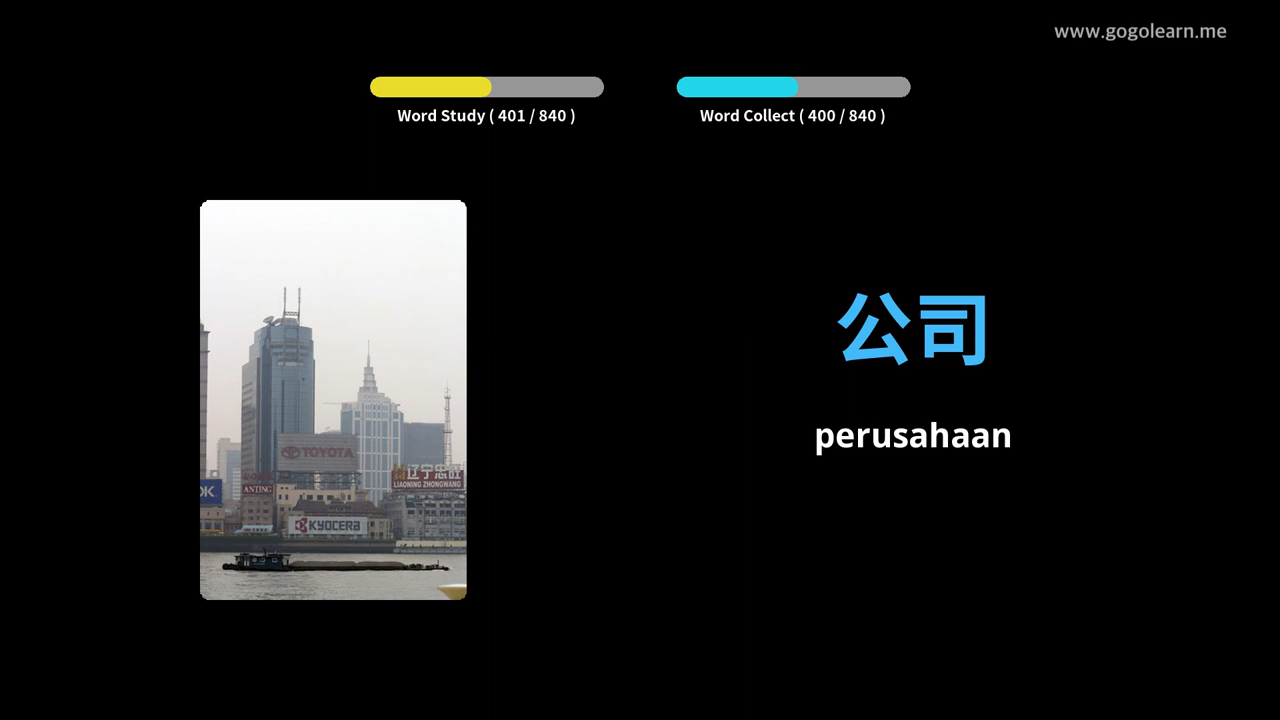 www.gogolearn.me
Word Study ( 401 / 840 )
Word Collect ( 400 / 840 )
公司
perusahaan
TOYOTA
辽宁忠旺
LIAONING ZHONGWANG
ANTING
OK
KYOCERA